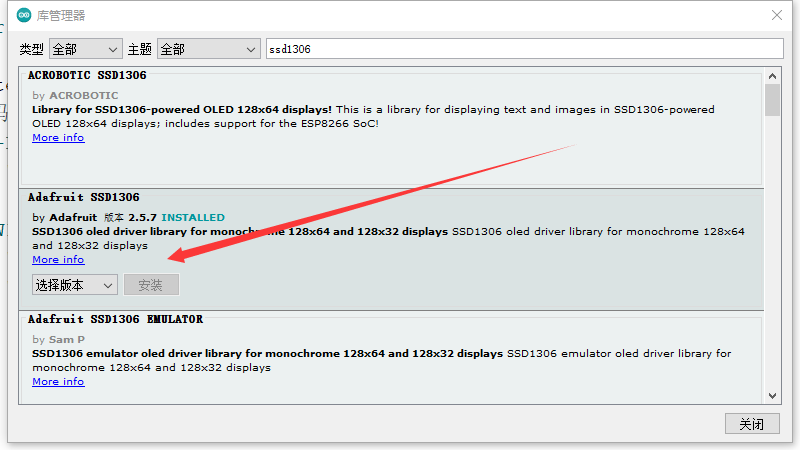 库管理器
类型 全部 主题 全部 ssd1306
ACROBOTIC SSD1306
by ACROBOTIC
Library for SSD1306-powered OLED 128x64 displays! This is a library for displaying text and images in SSD1306-powered
OLED 128x64 displays; includes support for the ESP8266 SoC!
More info
Adafruit SSD1306
by Adafruit 版本 2.5.7 INSTALLED
SSD1306 oled driver library for monochrome 128x64 and 128x32 displays SSD1306 oled driver library for monochrome 128x64
and 128x32 displays
More info
选择版本 安装
Adafruit SSD1306 EMULATOR
by Sam P
SSD1306 emulator oled driver library for monochrome 128x64 and 128x32 displays SSD1306 emulator oled driver library for
monochrome 128x64 and 128x32 displays
More info
关闭